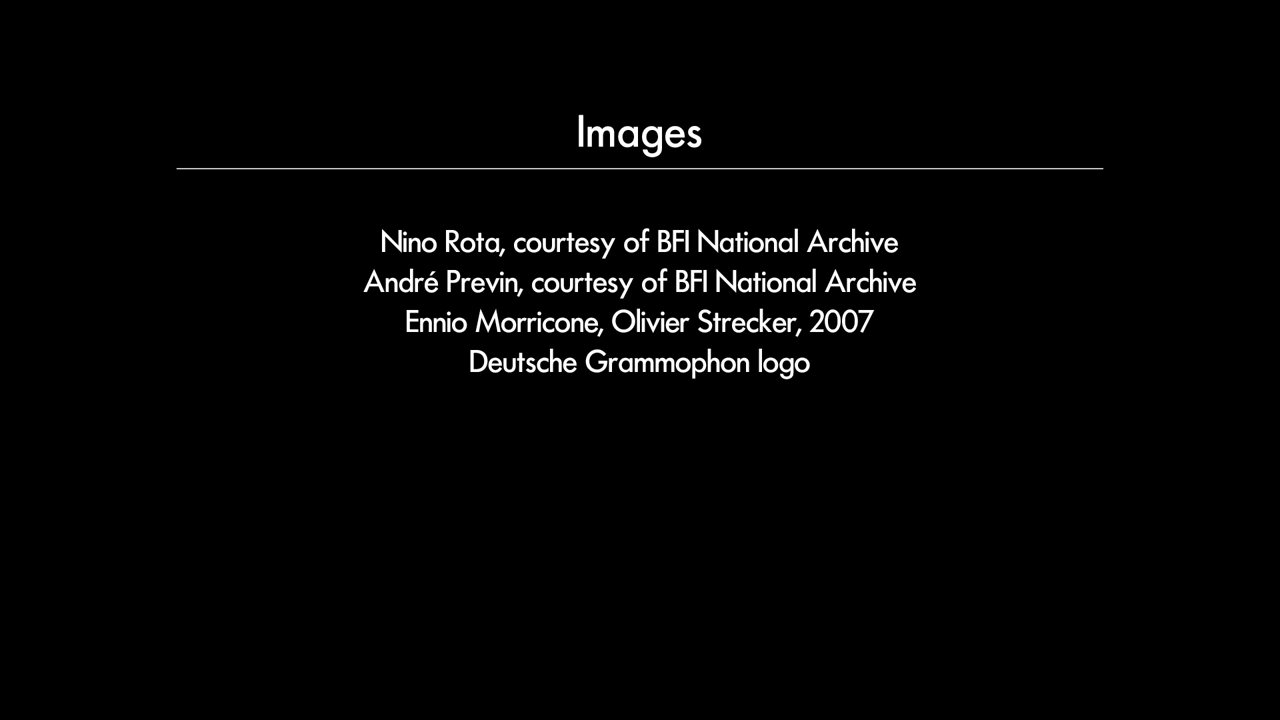 Images
Nino Rota, courtesy of BFI National Archive
André Previn, courtesy of BFI National Archive
Ennio Morricone, Olivier Strecker, 2007
Deutsche Grammophon logo